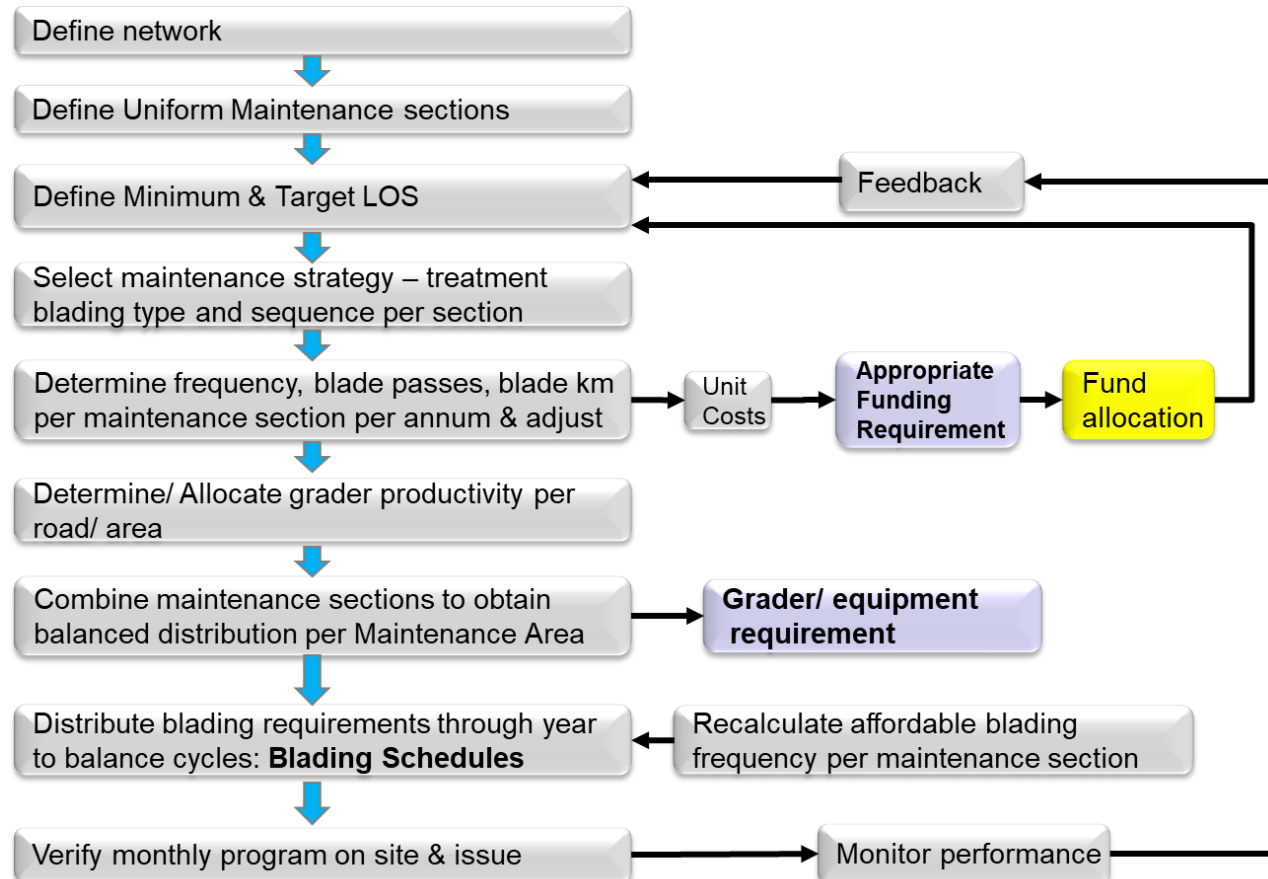 Define network
Define Uniform Maintenance sections
Define Minimum & Target LOS
Feedback
Select maintenance strategy – treatment
blading type and sequence per section
Determine frequency, blade passes, blade km
per maintenance section per annum & adjust
Unit
Costs
Appropriate
Funding
Requirement
Fund
allocation
Determine/ Allocate grader productivity per
road/ area
Combine maintenance sections to obtain
balanced distribution per Maintenance Area
Grader/ equipment
requirement
Distribute blading requirements through year
to balance cycles: Blading Schedules
Recalculate affordable blading
frequency per maintenance section
Verify monthly program on site & issue
Monitor performance